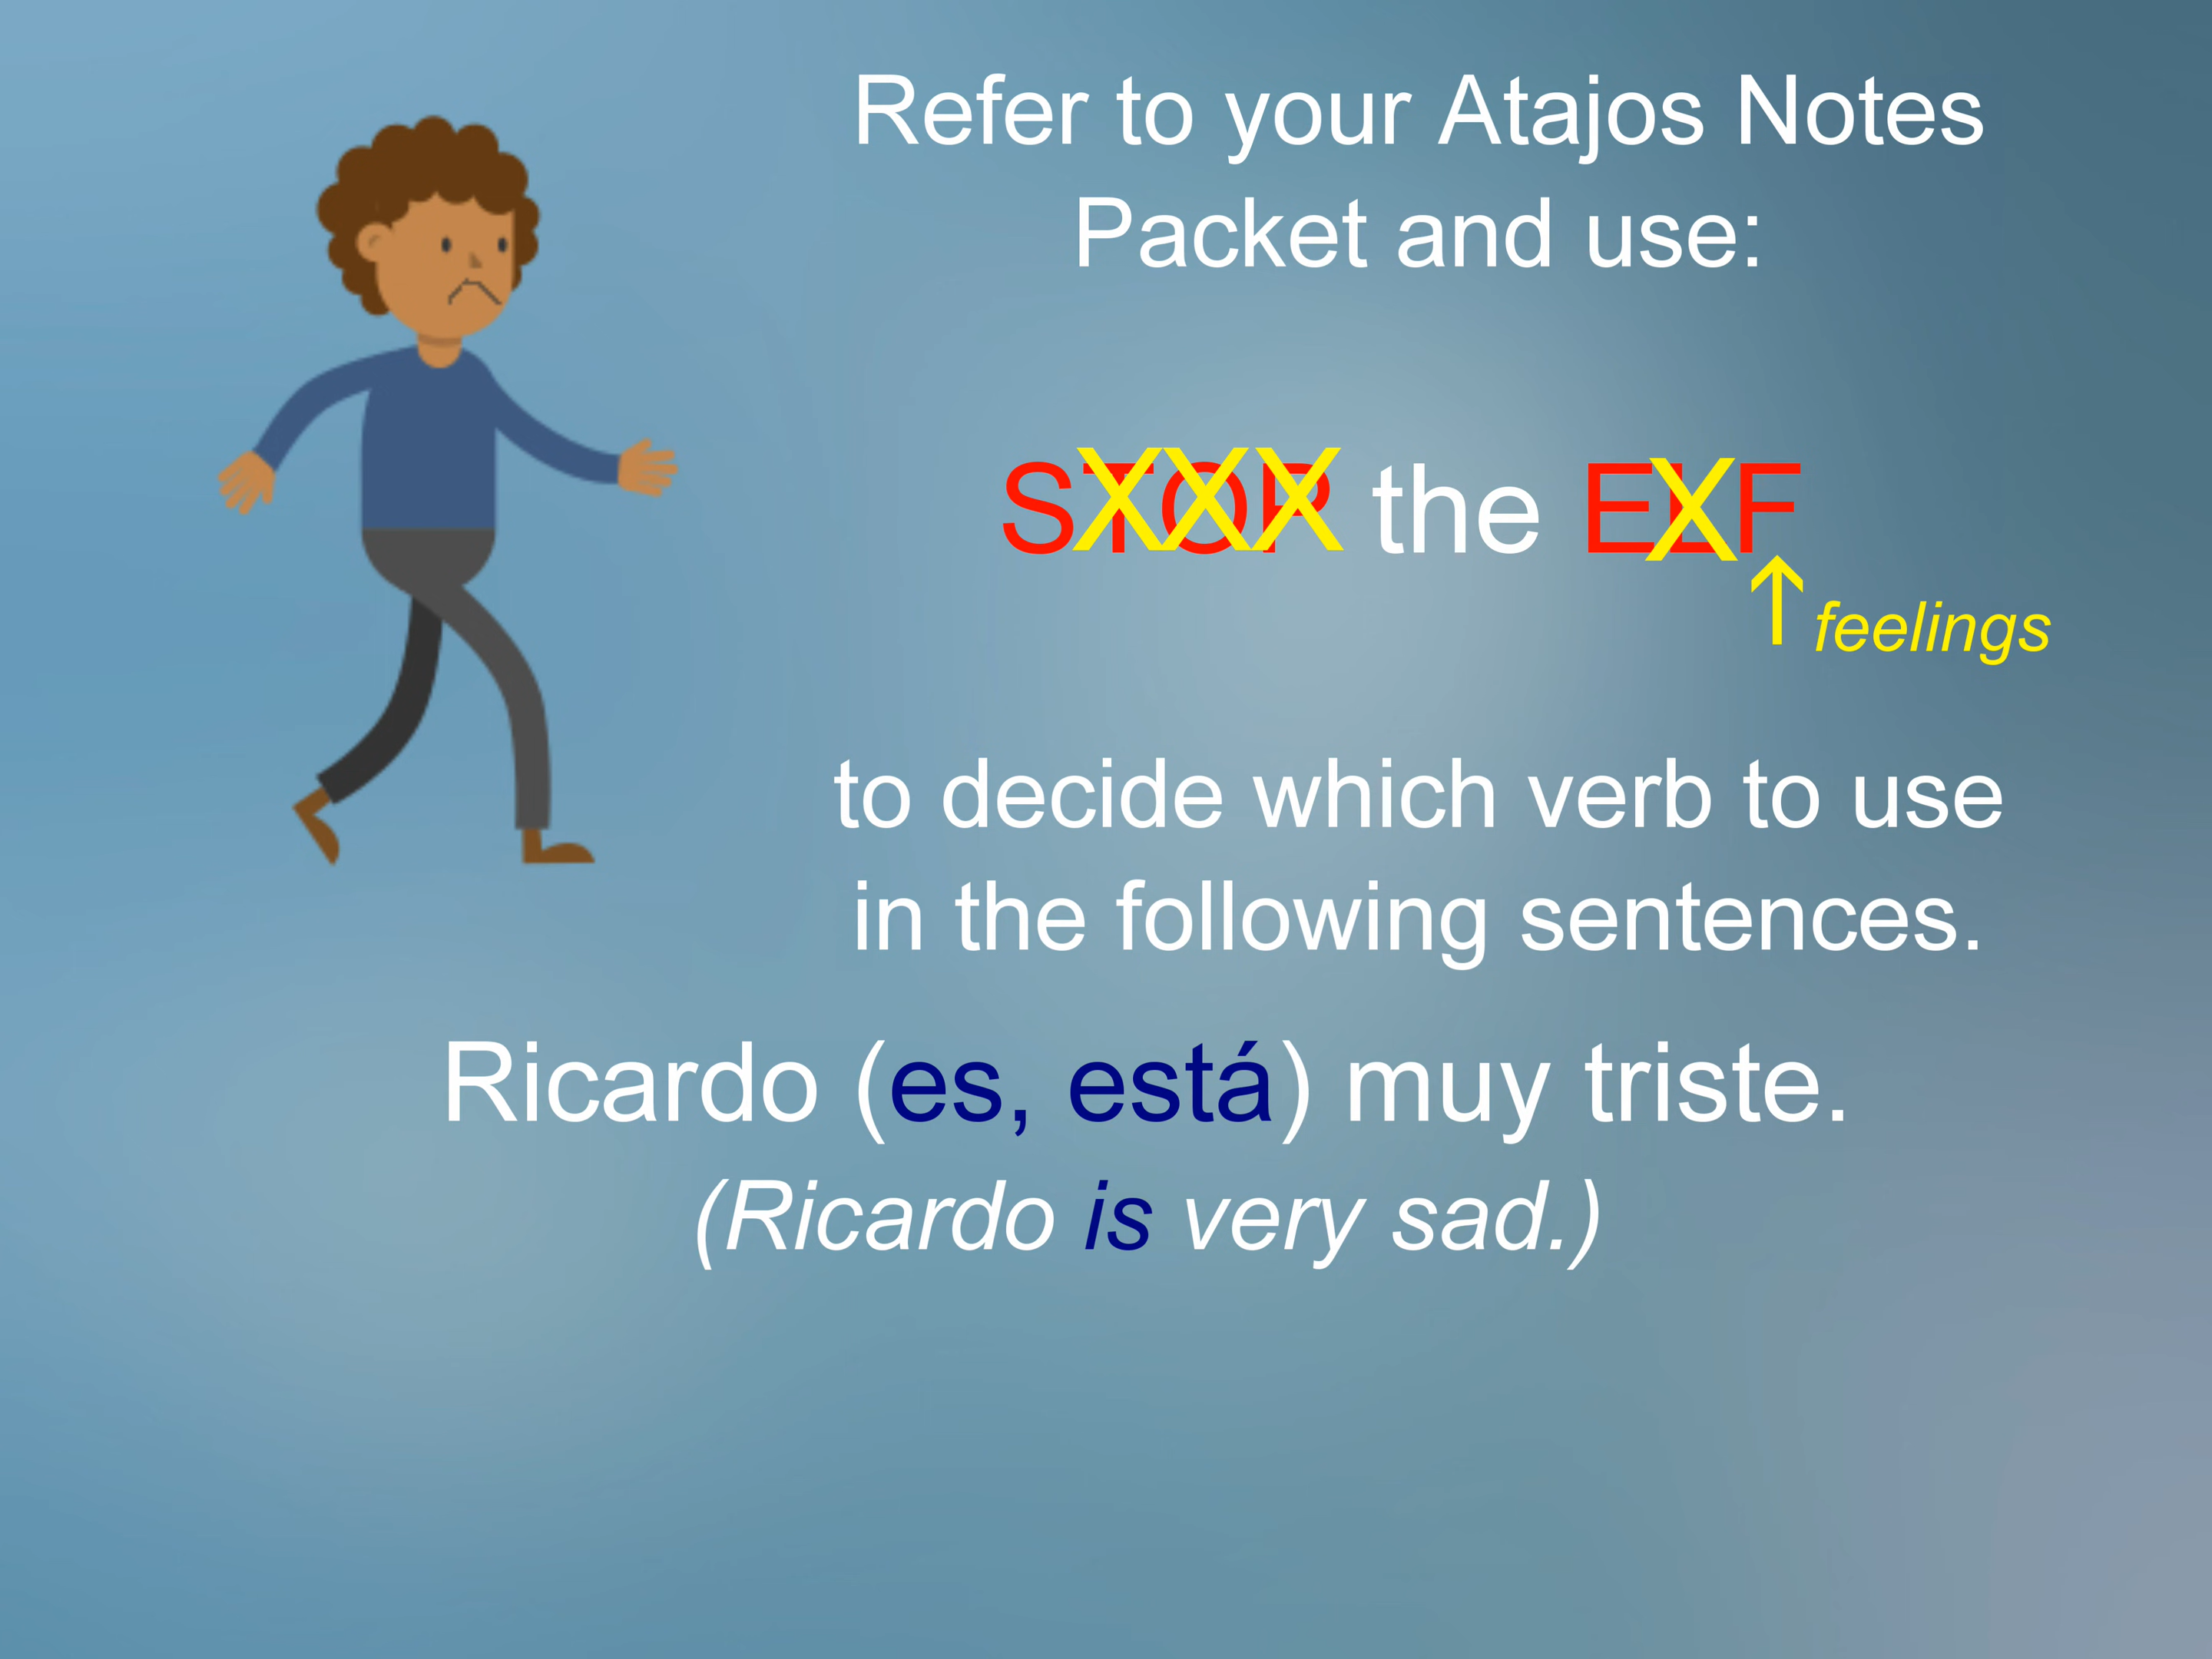 Refer to your Atajos Notes
Packet and use:
STOP the ELF
feelings
to decide which verb to use
in the following sentences.
Ricardo (es, está) muy triste.
(Ricardo is very sad.)